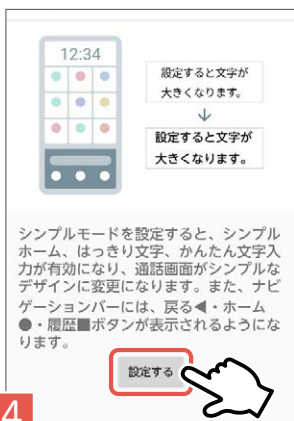 12:34
設定すると文字が
大きくなります。
設定すると文字が
大きくなります。
シンプルモードを設定すると、シンプル
ホーム、はっきり文字、かんたん文字入
力が有効になり、通話画面がシンプルな
デザインに変更になります。また、ナビ
ゲーションバーには、戻る◀・ホーム
●・履歴■ボタンが表示されるようにな
ります。
設定する
4